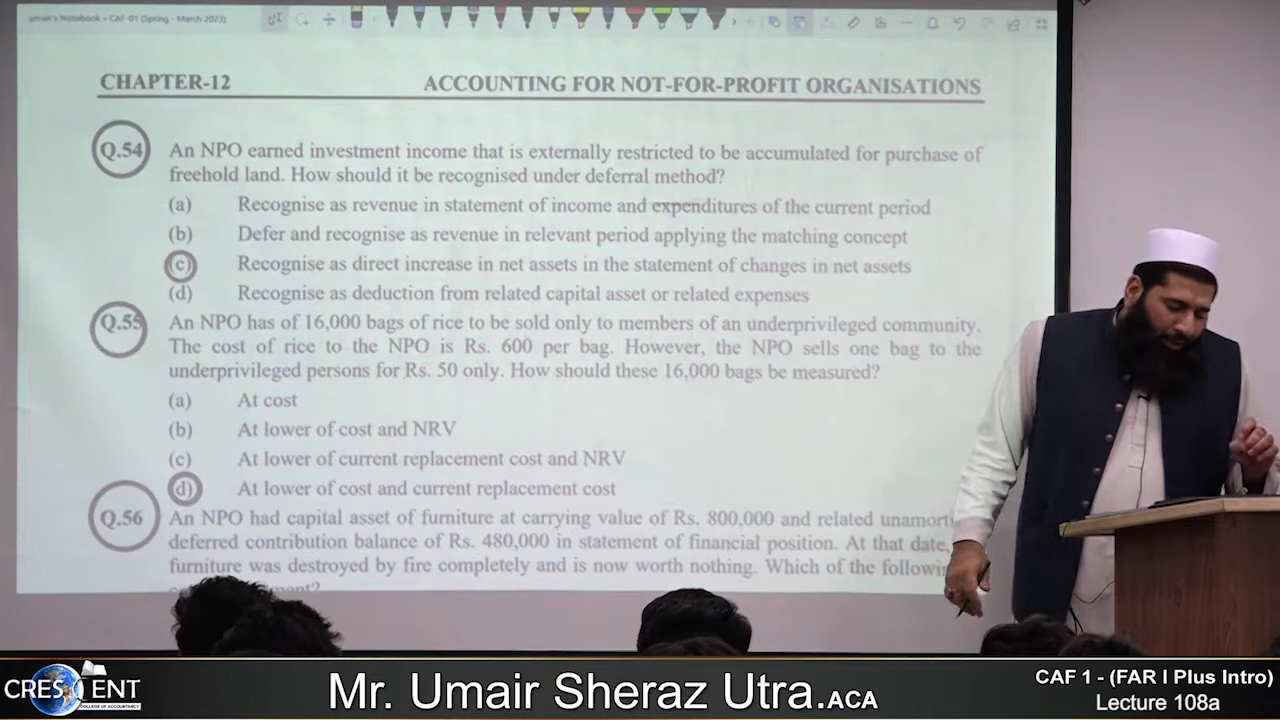 umair's Notebook • CAF-01 (Spring - March 2023)
CHAPTER-12 ACCOUNTING FOR NOT-FOR-PROFIT ORGANISATIONS
Q.54 An NPO earned investment income that is externally restricted to be accumulated for purchase of
freehold land. How should it be recognised under deferral method?
(a) Recognise as revenue in statement of income and expenditures of the current period
(b) Defer and recognise as revenue in relevant period applying the matching concept
(c) Recognise as direct increase in net assets in the statement of changes in net assets
(d) Recognise as deduction from related capital asset or related expenses
Q.55 An NPO has of 16,000 bags of rice to be sold only to members of an underprivileged community.
The cost of rice to the NPO is Rs. 600 per bag. However, the NPO sells one bag to the
underprivileged persons for Rs. 50 only. How should these 16,000 bags be measured?
(a) At cost
(b) At lower of cost and NRV
(c) At lower of current replacement cost and NRV
(d) At lower of cost and current replacement cost
Q.56 An NPO had capital asset of furniture at carrying value of Rs. 800,000 and related
deferred contribution balance of Rs. 480,000 in statement of financial position. At that date,
furniture was destroyed by fire completely and is now worth nothing. Which of the
CRESCENT
COLLEGE OF ACCOUNTANCY
Mr. Umair Sheraz Utra.ACA
CAF 1 - (FAR I Plus Intro)
Lecture 108a